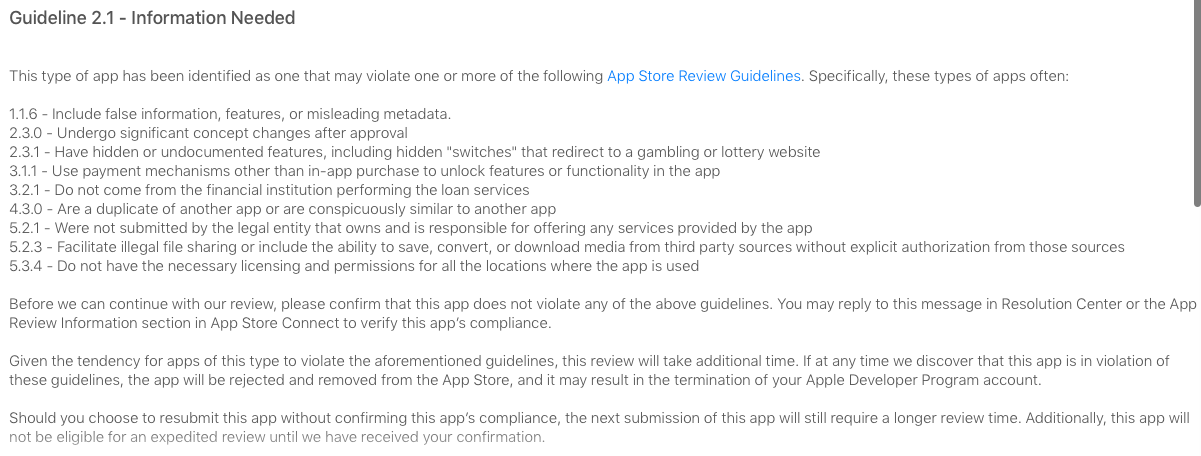 Guideline 2.1 - Information Needed
This type of app has been identified as one that may violate one or more of the following App Store Review Guidelines. Specifically, these types of apps often:
1.1.6 - Include false information, features, or misleading metadata.
2.3.0 - Undergo significant concept changes after approval
2.3.1 - Have hidden or undocumented features, including hidden "switches" that redirect to a gambling or lottery website
3.1.1 - Use payment mechanisms other than in-app purchase to unlock features or functionality in the app
3.2.1 - Do not come from the financial institution performing the loan services
4.3.0 - Are a duplicate of another app or are conspicuously similar to another app
5.2.1 - Were not submitted by the legal entity that owns and is responsible for offering any services provided by the app
5.2.3 - Facilitate illegal file sharing or include the ability to save, convert, or download media from third party sources without explicit authorization from those sources
5.3.4 - Do not have the necessary licensing and permissions for all the locations where the app is used
Before we can continue with our review, please confirm that this app does not violate any of the above guidelines. You may reply to this message in Resolution Center or the App
Review Information section in App Store Connect to verify this app’s compliance.
Given the tendency for apps of this type to violate the aforementioned guidelines, this review will take additional time. If at any time we discover that this app is in violation of
these guidelines, the app will be rejected and removed from the App Store, and it may result in the termination of your Apple Developer Program account.
Should you choose to resubmit this app without confirming this app’s compliance, the next submission of this app will still require a longer review time. Additionally, this app will
not be eligible for an expedited review until we have received your confirmation.